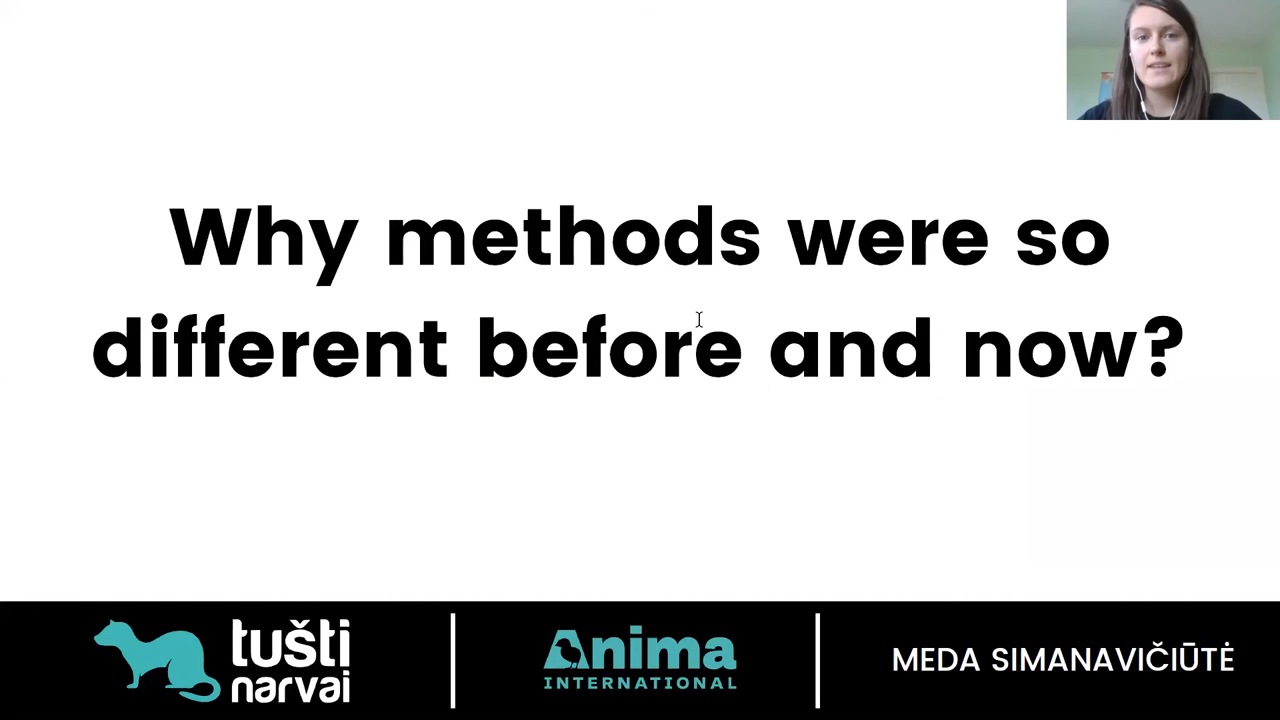 Why methods were so
different before and now?
tušti
narvai
Anima
INTERNATIONAL
MEDA SIMANAVIČIŪTĖ